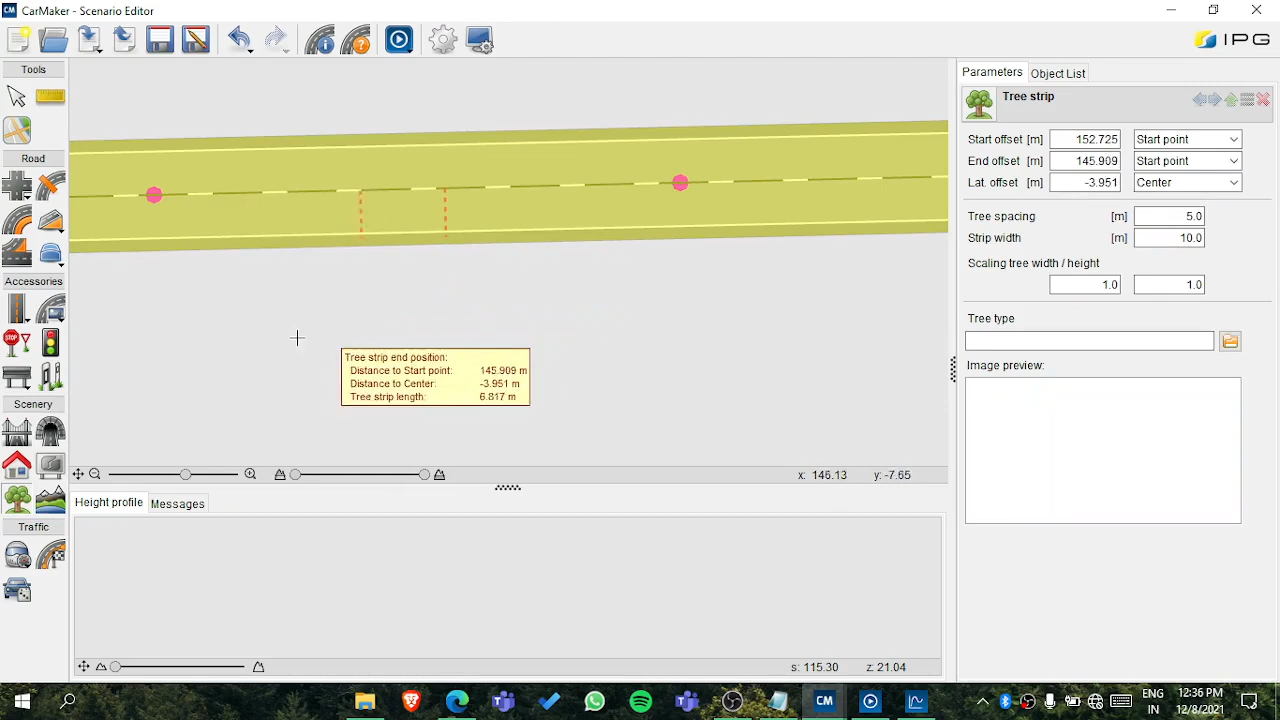 CM CarMaker - Scenario Editor
IPG
Tools
Road
Accessories
STOP
Scenery
Traffic
Tree strip end position:
Distance to Start point: 145.909 m
Distance to Center: -3.951 m
Tree strip length: 6.817 m
x: 146.13 y: -7.65
Height profile Messages
s: 115.30 z: 21.04
Parameters Object List
Tree strip
Start offset [m] 152.725 Start point
End offset [m] 145.909 Start point
Lat. offset [m] -3.951 Center
Tree spacing [m] 5.0
Strip width [m] 10.0
Scaling tree width / height
1.0 1.0
Tree type
Image preview:
CM
ENG
IN
12:36 PM
12/8/2021